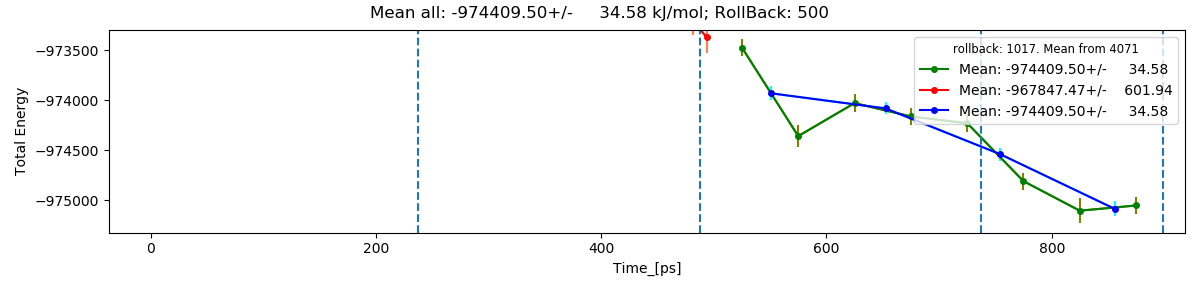 Mean all: -974409.50+/-     34.58 kJ/mol; RollBack: 500
Total Energy
−973500
−974000
−974500
−975000
rollback: 1017. Mean from 4071
Mean: -974409.50+/-     34.58
Mean: -967847.47+/-    601.94
Mean: -974409.50+/-     34.58
0 200 400 600 800
Time_[ps]